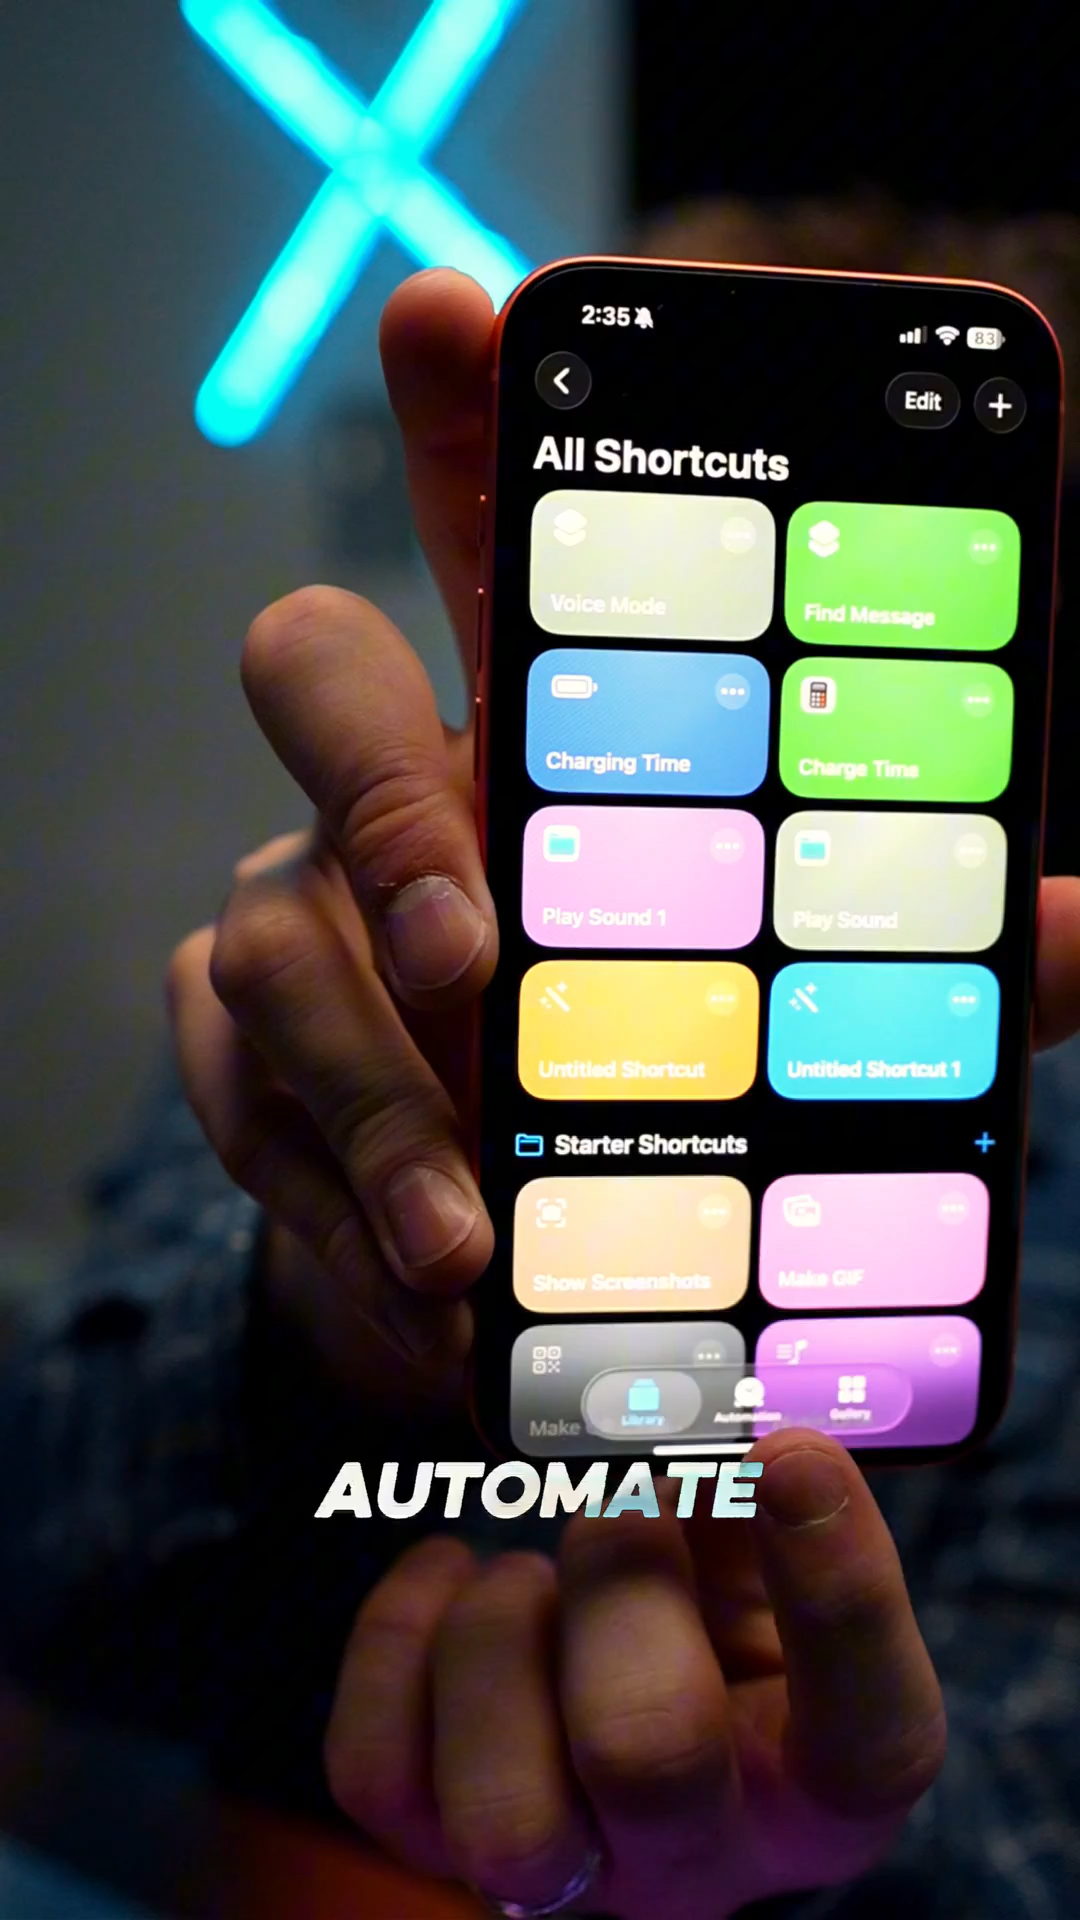 2:35
83
Edit
All Shortcuts
Voice Mode
Find Message
Charging Time
Charge Time
Play Sound 1
Play Sound
Untitled Shortcut
Untitled Shortcut 1
Starter Shortcuts
Show Screenshots
Make GIF
Make
Library
Automation
Gallery
AUTOMATE